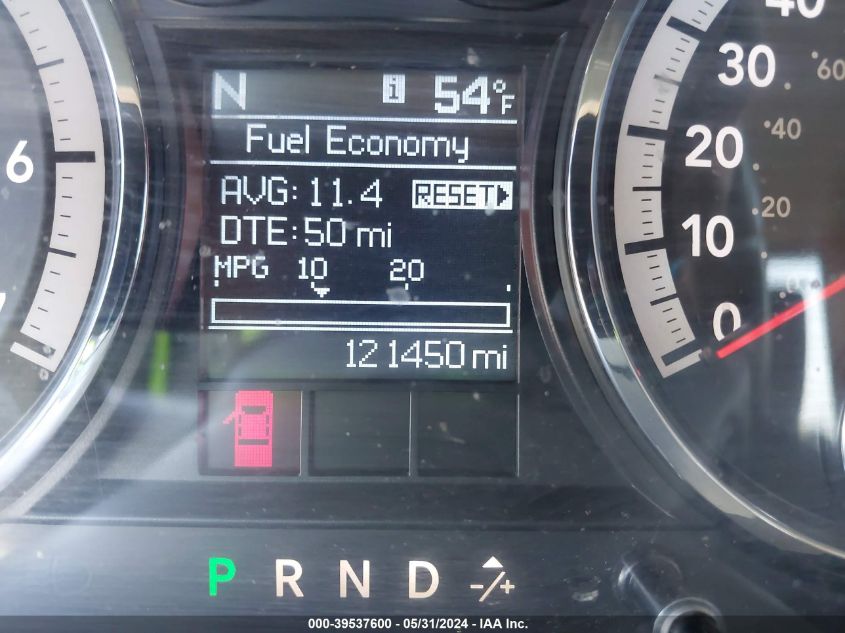 N i 54°F
Fuel Economy
AVG: 11.4 RESET
DTE: 50 mi
MPG 10 20
121450 mi
6
40
30
20
10
0
60
40
20
P R N D -/+
000-39537600 - 05/31/2024 - IAA Inc.